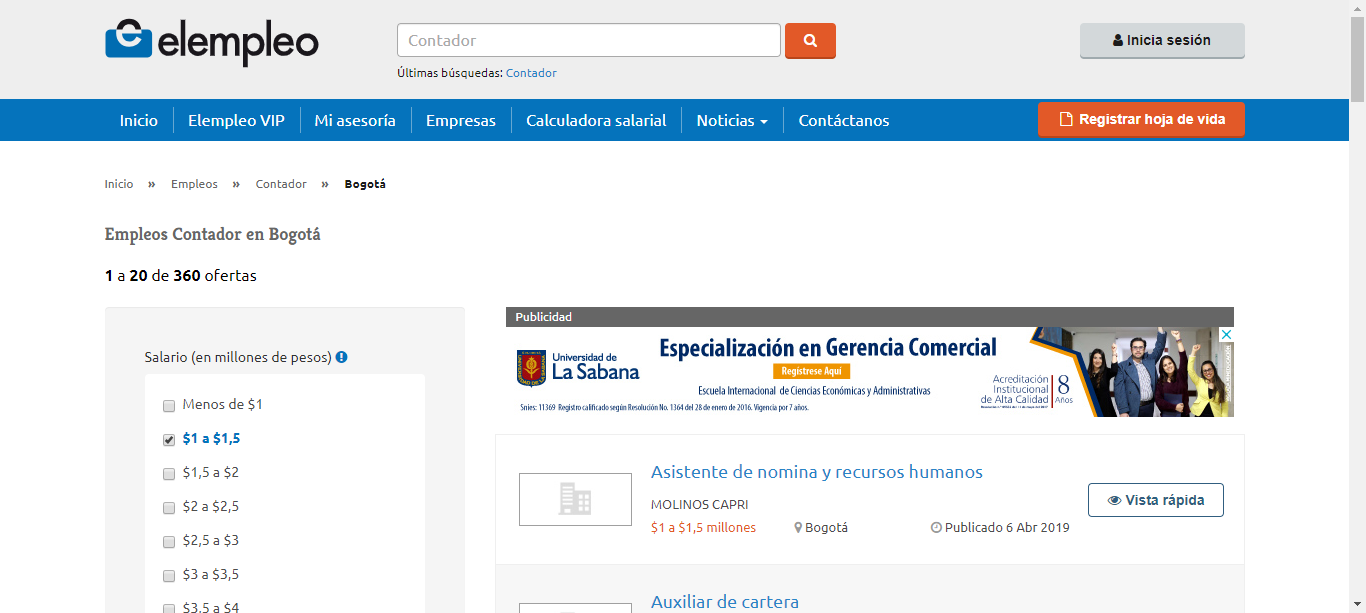 elempleo
Contador
Inicia sesión
Últimas búsquedas: Contador
Inicio Elempleo VIP Mi asesoría Empresas Calculadora salarial Noticias Contáctanos Registrar hoja de vida
Inicio » Empleos » Contador » Bogotá
Empleos Contador en Bogotá
1 a 20 de 360 ofertas
Salario (en millones de pesos)
Menos de $1
$1 a $1,5
$1,5 a $2
$2 a $2,5
$2,5 a $3
$3 a $3,5
$3,5 a $4
Publicidad
Universidad de
La Sabana
Especialización en Gerencia Comercial
Regístrese Aquí
Escuela Internacional de Ciencias Económicas y Administrativas
Snies: 11369 Registro calificado según Resolución No. 1364 del 28 de enero de 2016. Vigencia por 7 años.
Acreditación
Institucional
de Alta Calidad
8
Años
Asistente de nomina y recursos humanos
MOLINOS CAPRI
$1 a $1,5 millones Bogotá Publicado 6 Abr 2019
Vista rápida
Auxiliar de cartera